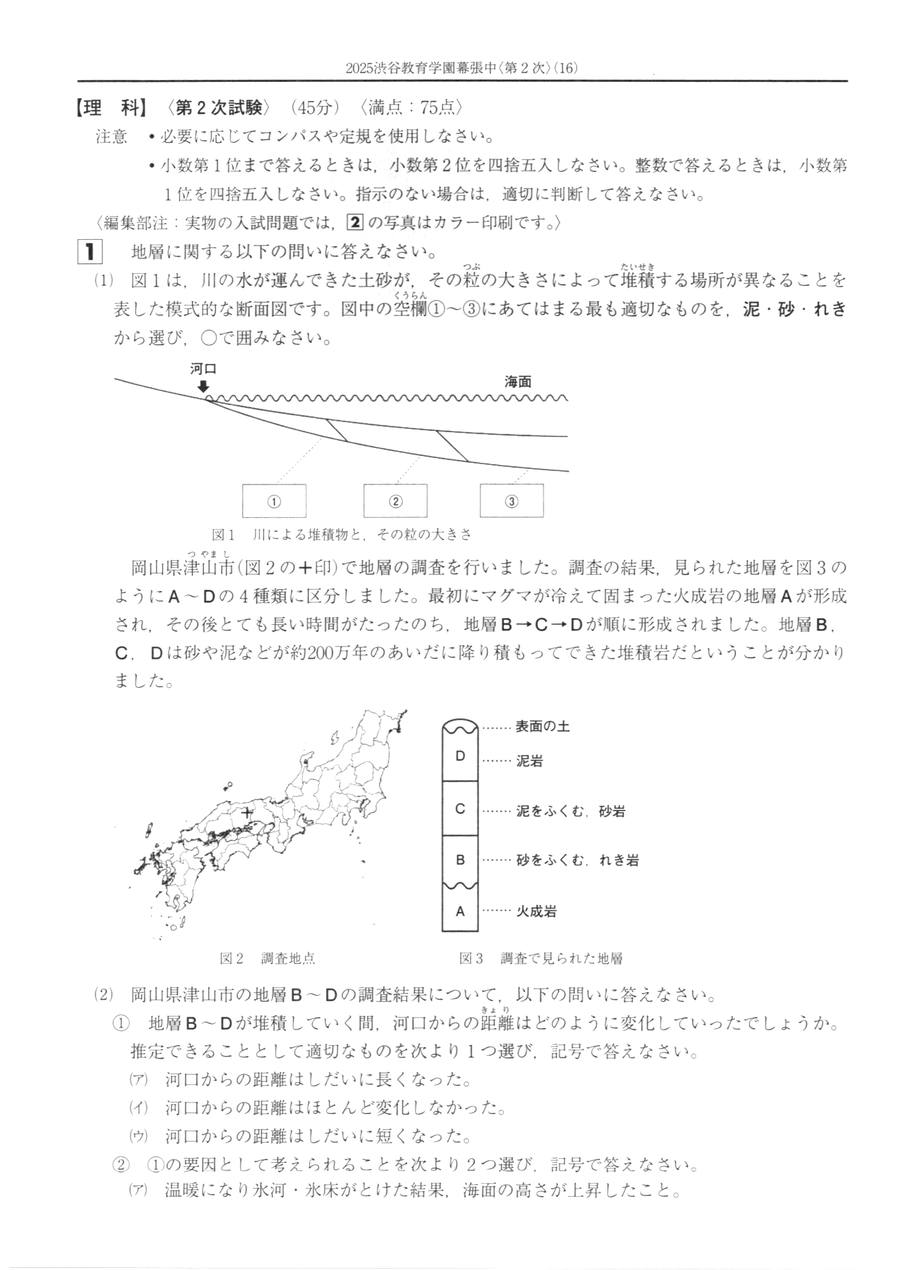 2025渋谷教育学園幕張中〈第2次〉(16)
【理 科】〈第2次試験〉(45分)〈満点:75点〉
注意 •必要に応じてコンパスや定規を使用しなさい。
•小数第1位まで答えるときは,小数第2位を四捨五入しなさい。整数で答えるときは,小数第
1位を四捨五入しなさい。指示のない場合は,適切に判断して答えなさい。
〈編集部注:実物の入試問題では,2の写真はカラー印刷です。〉
1 地層に関する以下の問いに答えなさい。
つぶ たいせき
(1) 図1は,川の水が運んできた土砂が,その粒の大きさによって堆積する場所が異なることを
くうらん
表した模式的な断面図です。図中の空欄①~③にあてはまる最も適切なものを,泥・砂・れき
から選び,○で囲みなさい。
河口
海面
① ② ③
図1 川による堆積物と,その粒の大きさ
つやまし
岡山県津山市(図2の+印)で地層の調査を行いました。調査の結果,見られた地層を図3の
ようにA~Dの4種類に区分しました。最初にマグマが冷えて固まった火成岩の地層Aが形成
され,その後とても長い時間がたったのち,地層B→C→Dが順に形成されました。地層B,
C,Dは砂や泥などが約200万年のあいだに降り積もってできた堆積岩だということが分かり
ました。
表面の土
D 泥岩
C 泥をふくむ,砂岩
B 砂をふくむ,れき岩
A 火成岩
図2 調査地点
図3 調査で見られた地層
(2) 岡山県津山市の地層B~Dの調査結果について,以下の問いに答えなさい。
きょり
① 地層B~Dが堆積していく間,河口からの距離はどのように変化していったでしょうか。
推定できることとして適切なものを次より1つ選び,記号で答えなさい。
(ア) 河口からの距離はしだいに長くなった。
(イ) 河口からの距離はほとんど変化しなかった。
(ウ) 河口からの距離はしだいに短くなった。
② ①の要因として考えられることを次より2つ選び,記号で答えなさい。
(ア) 温暖になり氷河・氷床がとけた結果,海面の高さが上昇したこと。